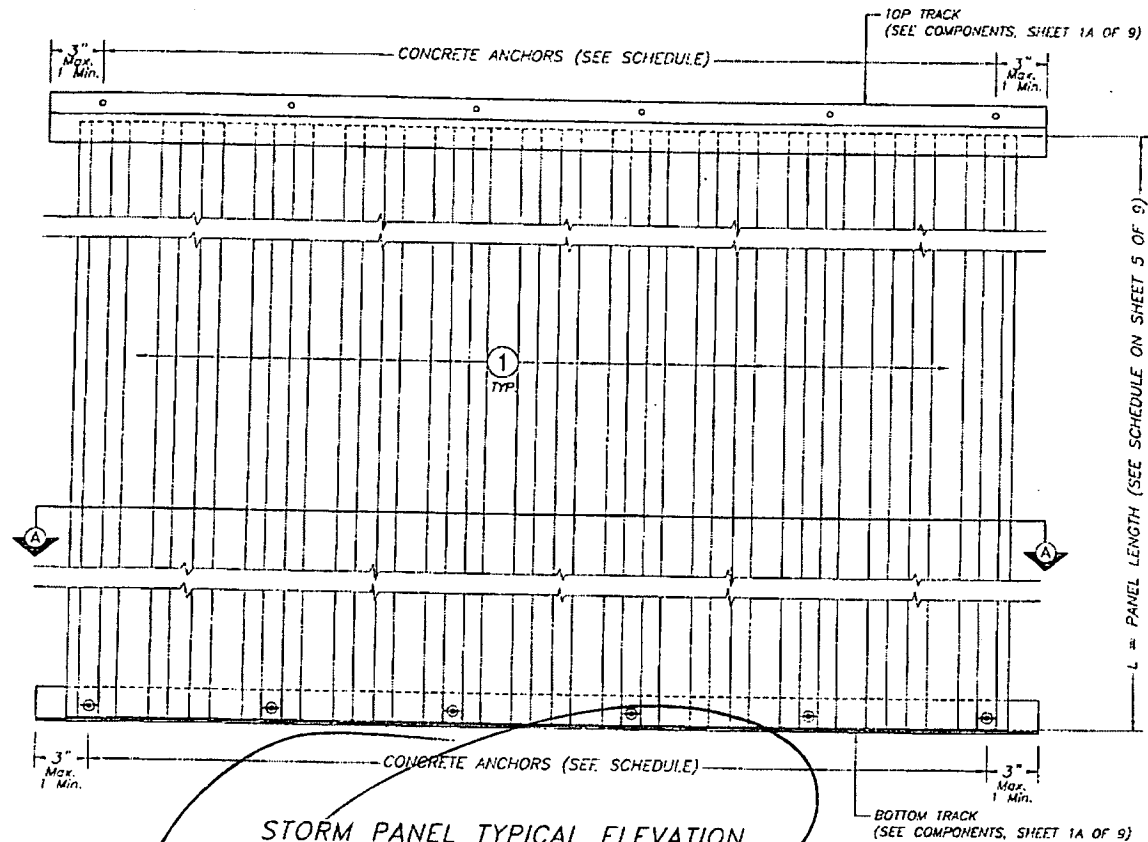 TOP TRACK
(SEE COMPONENTS, SHEET 1A OF 9)
3"
Max.
1 Min.
CONCRETE ANCHORS (SEE SCHEDULE)
3"
Max.
1 Min.
1
TYP.
L = PANEL LENGTH (SEE SCHEDULE ON SHEET 5 OF 9)
A
A
3"
Max.
1 Min.
CONCRETE ANCHORS (SEE SCHEDULE)
3"
Max.
1 Min.
BOTTOM TRACK
(SEE COMPONENTS, SHEET 1A OF 9)
STORM PANEL TYPICAL ELEVATION